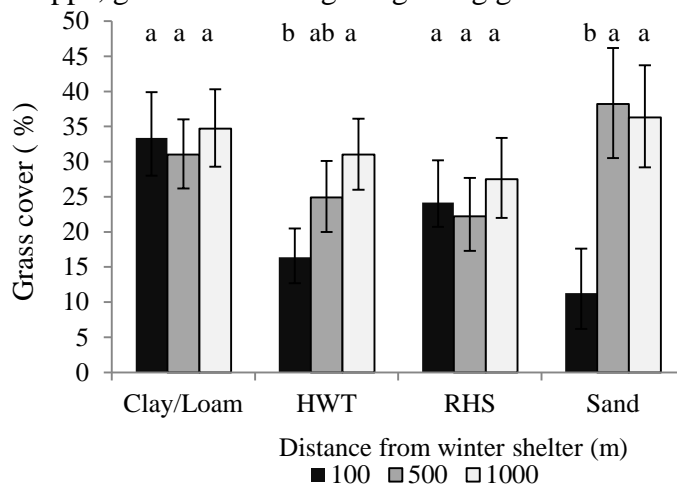 50
a a a b ab a a a a b a a
45
40
35
30
25
20
15
10
5
0
Grass cover ( %)
Clay/Loam HWT RHS Sand
Distance from winter shelter (m)
100 500 1000